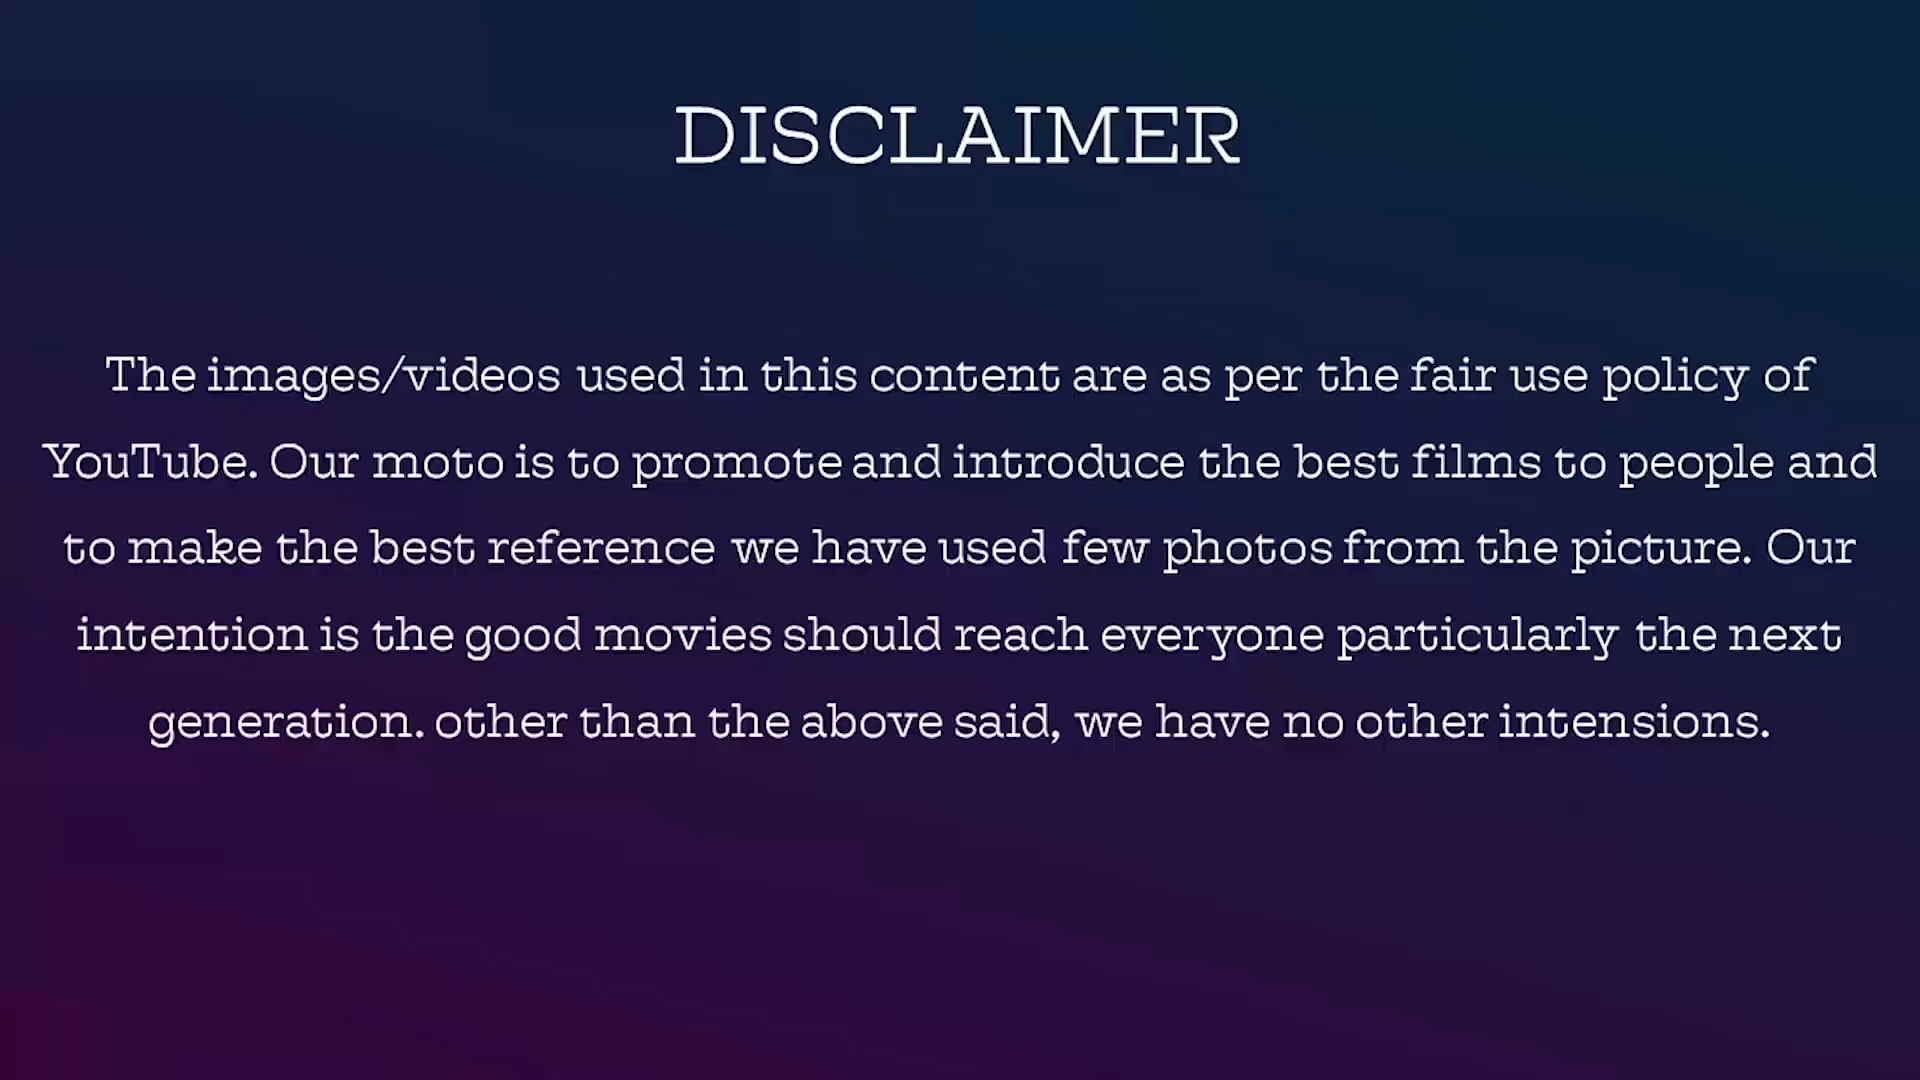 DISCLAIMER
The images/videos used in this content are as per the fair use policy of
YouTube. Our moto is to promote and introduce the best films to people and
to make the best reference we have used few photos from the picture. Our
intention is the good movies should reach everyone particularly the next
generation. other than the above said, we have no other intensions.